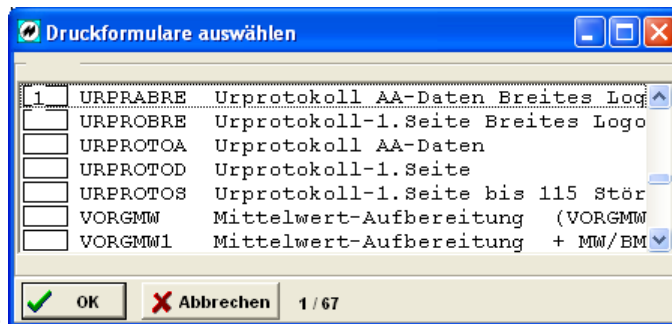 Druckformulare auswählen
1 URPRABRE Urprotokoll AA-Daten Breites Log
URPROBRE Urprotokoll-1.Seite Breites Logo
URPROTOA Urprotokoll AA-Daten
URPROTOD Urprotokoll-1.Seite
URPROTOS Urprotokoll-1.Seite bis 115 Stör
VORGMW Mittelwert-Aufbereitung (VORGMW
VORGMW1 Mittelwert-Aufbereitung + MW/BM
OK Abbrechen 1 / 67